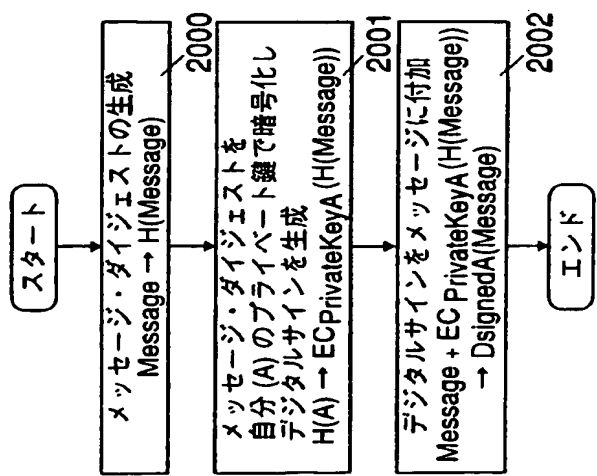 スタート
メッセージ・ダイジェストの生成
Message → H(Message)
2000
メッセージ・ダイジェストを
自分(A)のプライベート鍵で暗号化し
デジタルサインを生成
H(A) → ECPrivateKeyA (H(Message))
2001
デジタルサインをメッセージに付加
Message + EC PrivateKeyA (H(Message))
→ DsignedA(Message)
2002
エンド